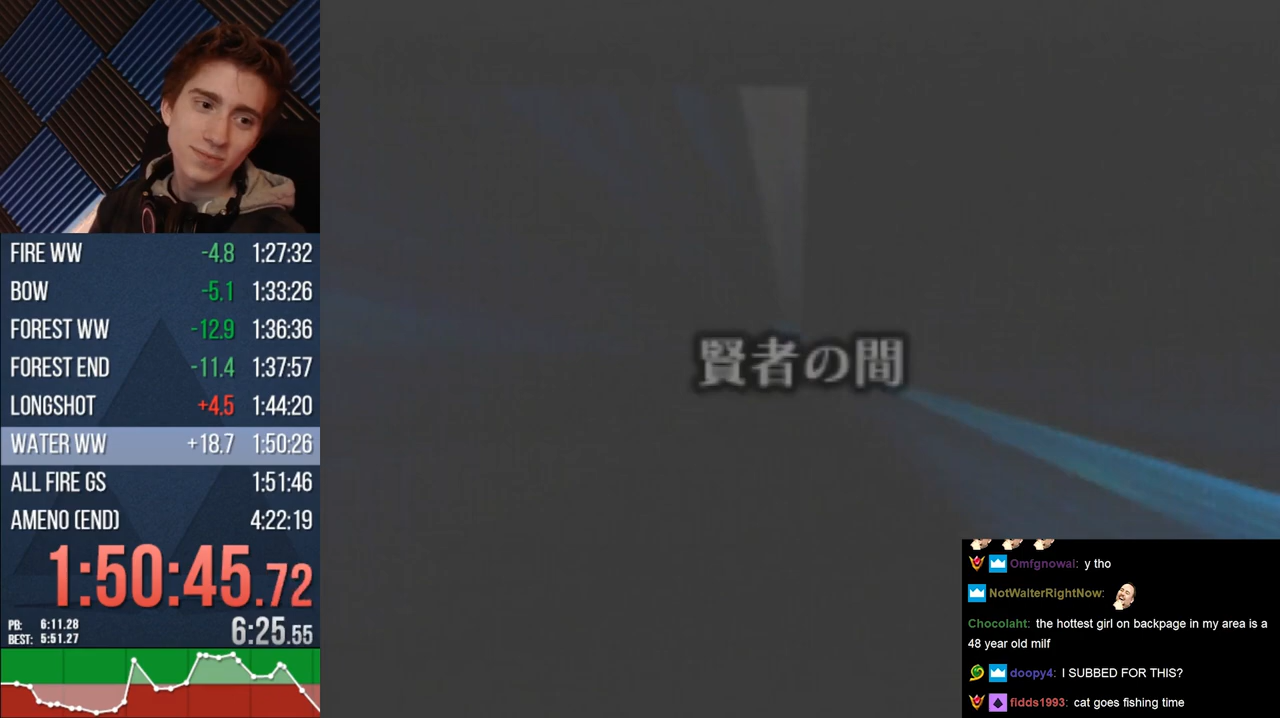 FIRE WW -4.8 1:27:32
BOW -5.1 1:33:26
FOREST WW -12.9 1:36:36
FOREST END -11.4 1:37:57
LONGSHOT +4.5 1:44:20
WATER WW +18.7 1:50:26
ALL FIRE GS 1:51:46
AMENO (END) 4:22:19
1:50:45.72
PB: 6:11.28
BEST: 5:51.27
6:25.55
賢者の間
Omfgnowai: y tho
NotWalterRightNow:
Chocolaht: the hottest girl on backpage in my area is a
48 year old milf
doopy4: I SUBBED FOR THIS?
fidds1993: cat goes fishing time